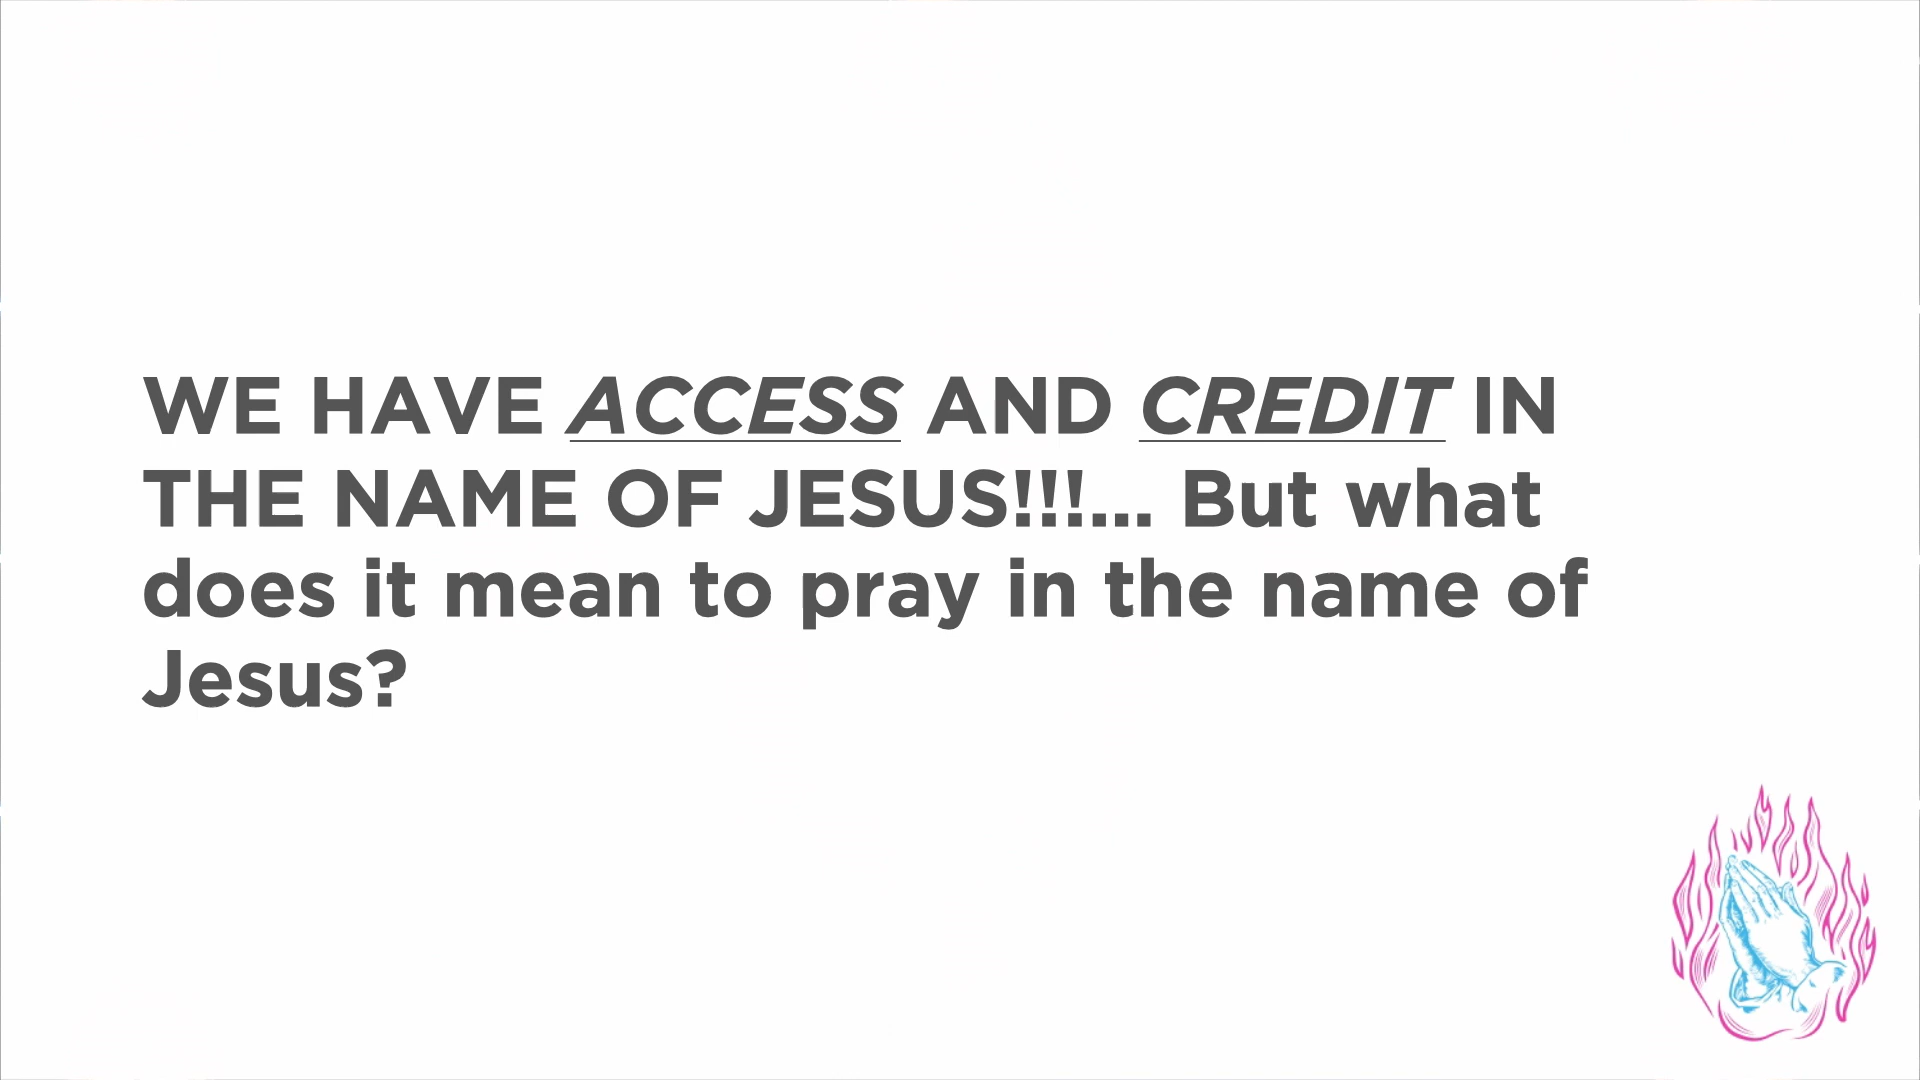 WE HAVE ACCESS AND CREDIT IN
THE NAME OF JESUS!!!... But what
does it mean to pray in the name of
Jesus?